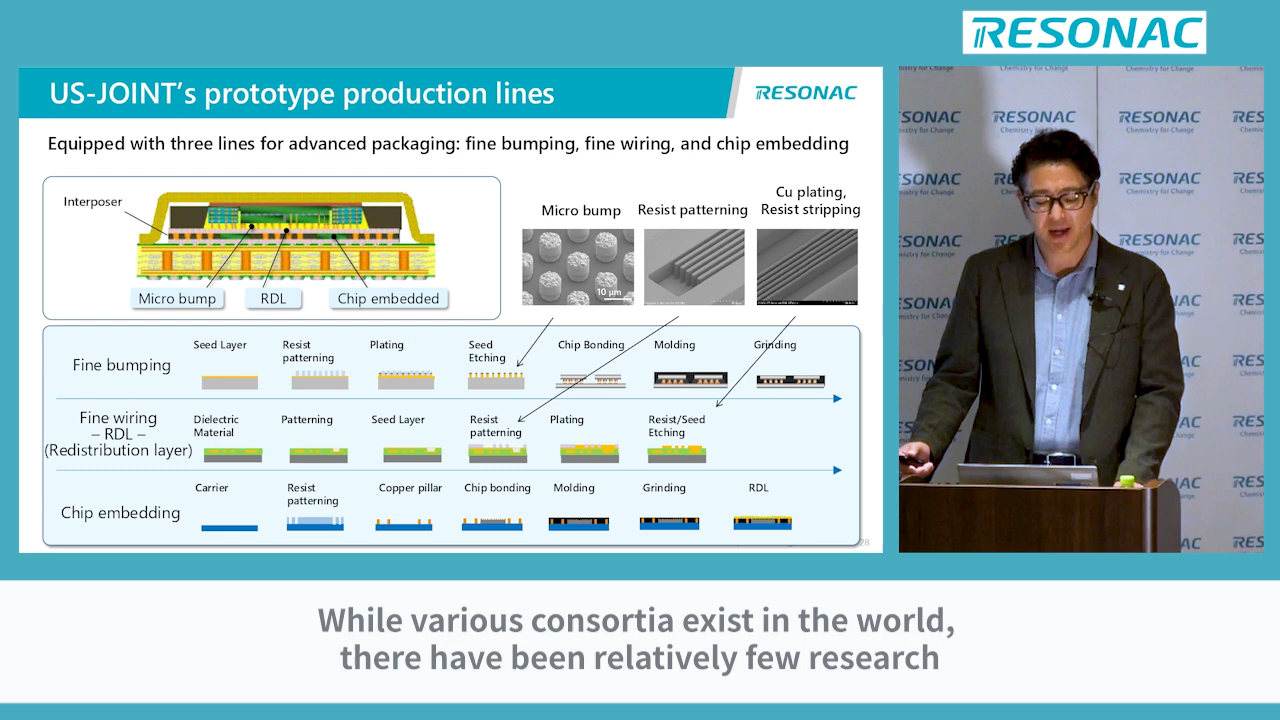 RESONAC
US-JOINT's prototype production lines
RESONAC
Equipped with three lines for advanced packaging: fine bumping, fine wiring, and chip embedding
Interposer
Micro bump
RDL
Chip embedded
Micro bump
Resist patterning
Cu plating,
Resist stripping
10 μm
Fine bumping
Seed Layer
Resist
patterning
Plating
Seed
Etching
Chip Bonding
Molding
Grinding
Fine wiring
– RDL –
(Redistribution layer)
Dielectric
Material
Patterning
Seed Layer
Resist
patterning
Plating
Resist/Seed
Etching
Chip embedding
Carrier
Resist
patterning
Copper pilar
Chip bonding
Molding
Grinding
RDL
28
RESONAC
Chemistry for Change
While various consortia exist in the world,
there have been relatively few research